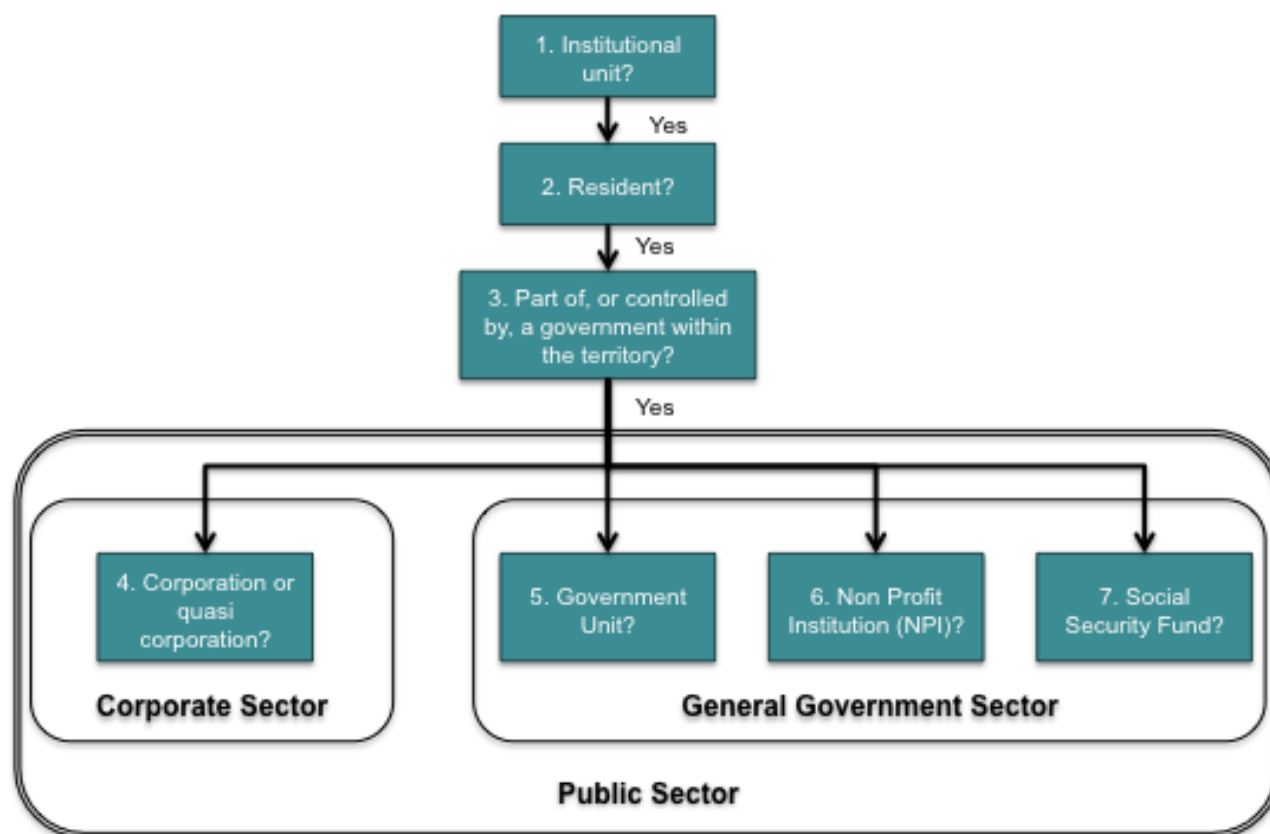 1. Institutional
unit?
Yes
2. Resident?
Yes
3. Part of, or controlled
by, a government within
the territory?
Yes
4. Corporation or
quasi
corporation?
5. Government
Unit?
6. Non Profit
Institution (NPI)?
7. Social
Security Fund?
Corporate Sector
General Government Sector
Public Sector